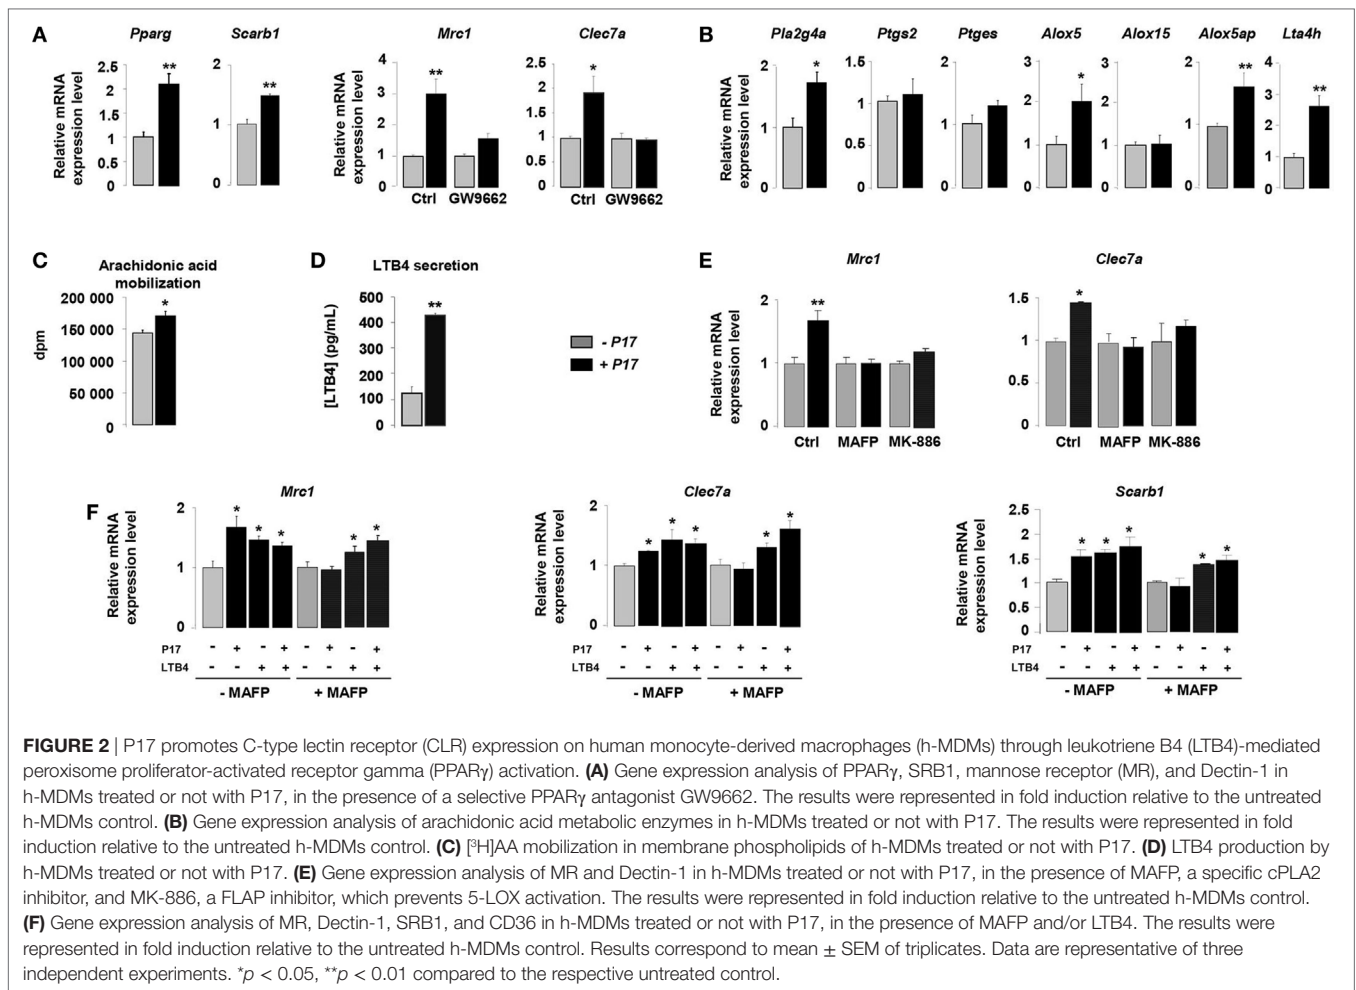 A
Pparg
Scarb1
Mrc1
Clec7a
Relative mRNA
expression level
2.5
2
1.5
1
0.5
0
**
2
1
0
**
4
3
2
1
0
**
Ctrl
GW9662
2.5
2
1.5
1
0.5
0
*
Ctrl
GW9662
B
Pla2g4a
Ptgs2
Ptges
Alox5
Alox15
Alox5ap
Lta4h
Relative mRNA
expression level
2
1
0
*
2
1.5
1
0.5
0
2
1
0
3
2
1
0
*
3
2
1
0
2
1
0
**
4
3
2
1
0
**
C
Arachidonic acid
mobilization
dpm
200 000
150 000
100 000
50 000
0
*
D
LTB4 secretion
[LTB4] (pg/mL)
500
400
300
200
100
0
**
- P17
+ P17
E
Mrc1
Relative mRNA
expression level
2
1
0
**
Ctrl
MAFP
MK-886
Clec7a
1.5
1.0
0.5
0
*
Ctrl
MAFP
MK-886
F
Mrc1
Relative mRNA
expression level
2
1
0
* * * * *
P17 - + - + - + - +
LTB4 - - + + - - + +
- MAFP + MAFP
Clec7a
Relative mRNA
expression level
2
1
0
* * * * *
P17 - + - + - + - +
LTB4 - - + + - - + +
- MAFP + MAFP
Scarb1
Relative mRNA
expression level
2.5
2
1.5
1
0.5
0
* * * * *
P17 - + - + - + - +
LTB4 - - + + - - + +
- MAFP + MAFP
FIGURE 2 | P17 promotes C-type lectin receptor (CLR) expression on human monocyte-derived macrophages (h-MDMs) through leukotriene B4 (LTB4)-mediated
peroxisome proliferator-activated receptor gamma (PPARγ) activation. (A) Gene expression analysis of PPARγ, SRB1, mannose receptor (MR), and Dectin-1 in
h-MDMs treated or not with P17, in the presence of a selective PPARγ antagonist GW9662. The results were represented in fold induction relative to the untreated
h-MDMs control. (B) Gene expression analysis of arachidonic acid metabolic enzymes in h-MDMs treated or not with P17. The results were represented in fold
induction relative to the untreated h-MDMs control. (C) [³H]AA mobilization in membrane phospholipids of h-MDMs treated or not with P17. (D) LTB4 production by
h-MDMs treated or not with P17. (E) Gene expression analysis of MR and Dectin-1 in h-MDMs treated or not with P17, in the presence of MAFP, a specific cPLA2
inhibitor, and MK-886, a FLAP inhibitor, which prevents 5-LOX activation. The results were represented in fold induction relative to the untreated h-MDMs control.
(F) Gene expression analysis of MR, Dectin-1, SRB1, and CD36 in h-MDMs treated or not with P17, in the presence of MAFP and/or LTB4. The results were
represented in fold induction relative to the untreated h-MDMs control. Results correspond to mean ± SEM of triplicates. Data are representative of three
independent experiments. *p < 0.05, **p < 0.01 compared to the respective untreated control.